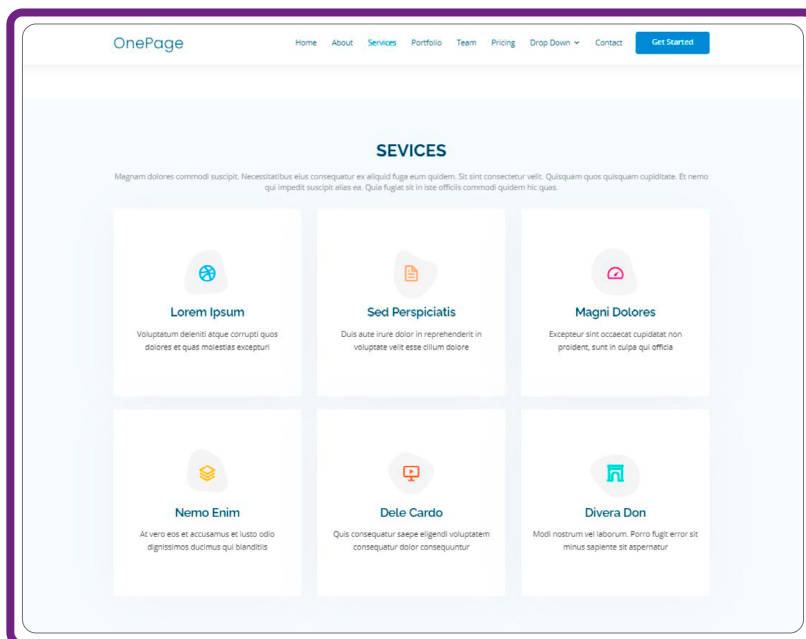 OnePage
Home About Services Portfolio Team Pricing Drop Down Contact Get Started
SEVICES
Magnam dolores commodi suscipit. Necessitatibus eius consequatur ex aliquid fuga eum quidem. Sit sint consectetur velit. Quisquam quos quisquam cupiditate. Et nemo
qui impedit suscipit alias ea. Quia fugiat sit in iste officiis commodi quidem hic quas.
Lorem Ipsum
Voluptatum deleniti atque corrupti quos
dolores et quas molestias excepturi
Sed Perspiciatis
Duis aute irure dolor in reprehenderit in
voluptate velit esse cillum dolore
Magni Dolores
Excepteur sint occaecat cupidatat non
proident, sunt in culpa qui officia
Nemo Enim
At vero eos et accusamus et iusto odio
dignissimos ducimus qui blanditiis
Dele Cardo
Quis consequatur saepe eligendi voluptatem
consequatur dolor consequuntur
Divera Don
Modi nostrum vel laborum. Porro fugit error sit
minus sapiente sit aspernatur